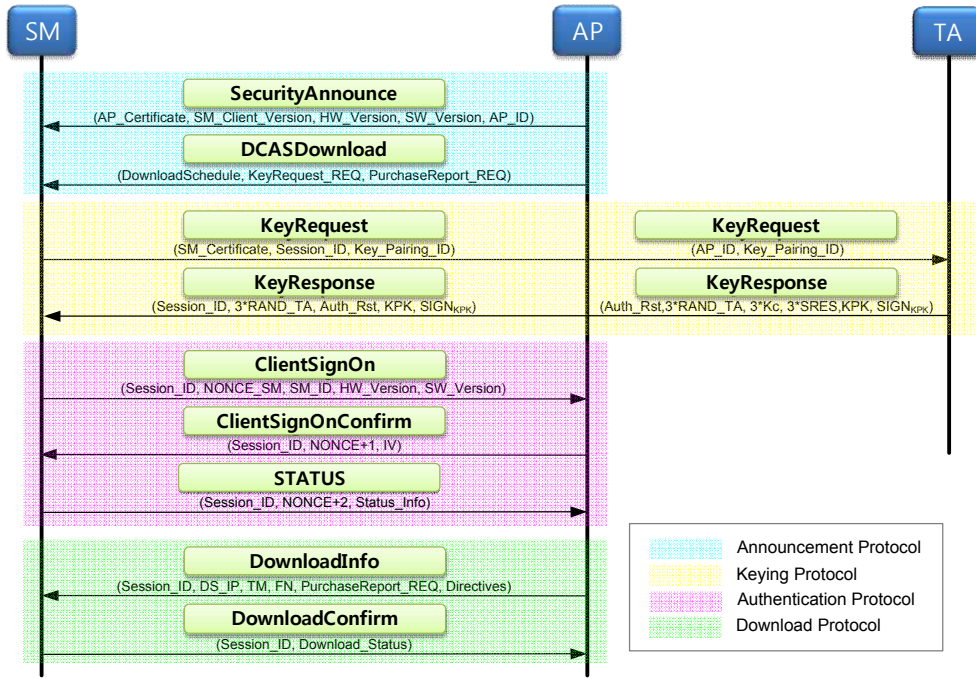 SM
AP
TA
SecurityAnnounce
(AP_Certificate, SM_Client_Version, HW_Version, SW_Version, AP_ID)
DCASDownload
(DownloadSchedule, KeyRequest_REQ, PurchaseReport_REQ)
KeyRequest
(SM_Certificate, Session_ID, Key_Pairing_ID)
KeyRequest
(AP_ID, Key_Pairing_ID)
KeyResponse
(Session_ID, 3*RAND_TA, Auth_Rst, KPK, SIGNKPK)
KeyResponse
(Auth_Rst,3*RAND_TA, 3*Kc, 3*SRES,KPK, SIGNKPK)
ClientSignOn
(Session_ID, NONCE_SM, SM_ID, HW_Version, SW_Version)
ClientSignOnConfirm
(Session_ID, NONCE+1, IV)
STATUS
(Session_ID, NONCE+2, Status_Info)
DownloadInfo
(Session_ID, DS_IP, TM, FN, PurchaseReport_REQ, Directives)
DownloadConfirm
(Session_ID, Download_Status)
Announcement Protocol
Keying Protocol
Authentication Protocol
Download Protocol